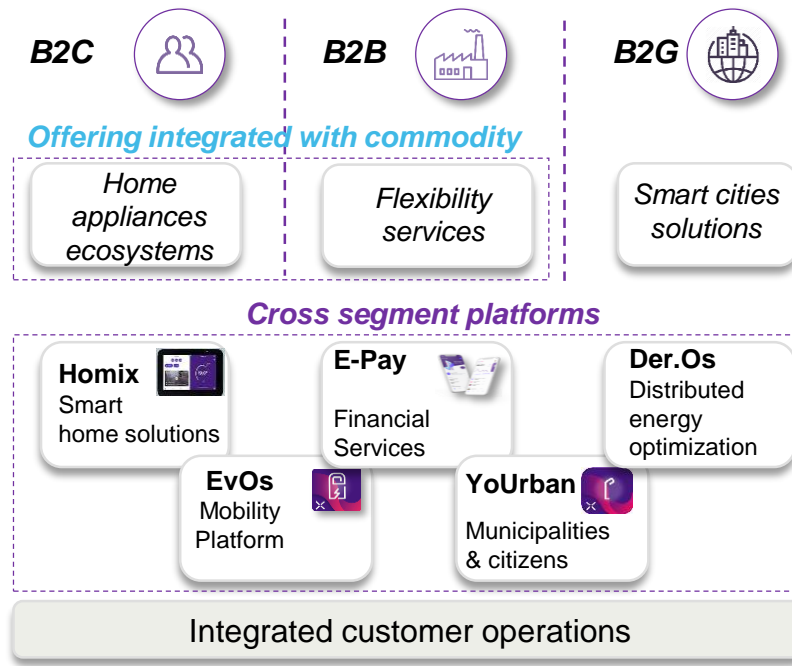 B2C
B2B
B2G
Offering integrated with commodity
Home
appliances
ecosystems
Flexibility
services
Smart cities
solutions
Cross segment platforms
Homix
Smart
home solutions
E-Pay
Financial
Services
Der.Os
Distributed
energy
optimization
EvOs
Mobility
Platform
YoUrban
Municipalities
& citizens
Integrated customer operations